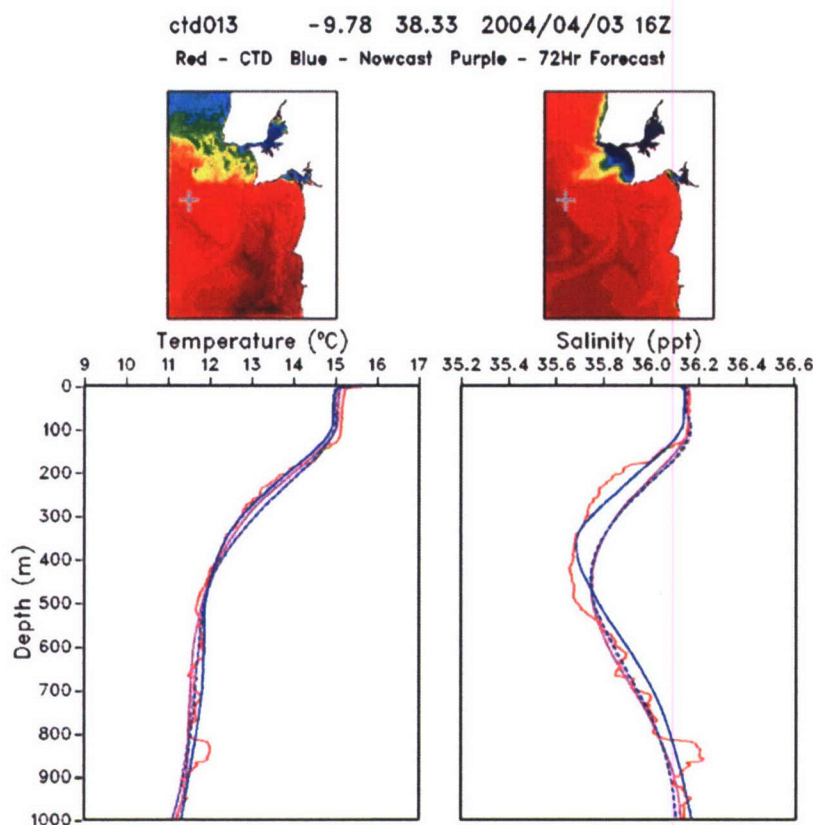 ctd013 -9.78 38.33 2004/04/03 16Z
Red - CTD Blue - Nowcast Purple - 72Hr Forecast
Temperature (ºC) Salinity (ppt)
9 10 11 12 13 14 15 16 17 35.2 35.6 35.8 36.0 36.2 36.4 36.6
0
100
200
300
400
500
600
700
800
900
1000
Depth (m)